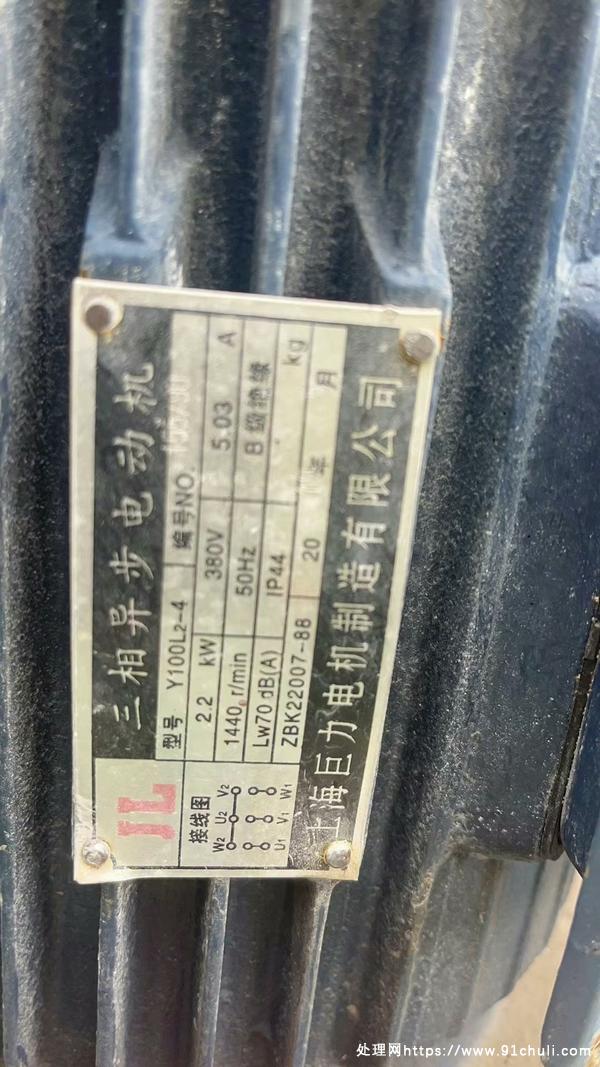 三相异步电动机
JL
型号 Y100L2-4 编号NO.
2.2 kW 380V 5.03 A
1440 r/min 50Hz B 级绝缘
LW70 dB(A) IP44 kg
ZBK22007-88 20 年 月
接线图
W2 U2 V2
U1 V1 W1
上海巨力电机制造有限公司
处理网https://www.91chuli.com/